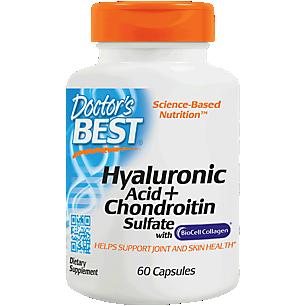 Doctor's
BEST
Science-Based
Nutrition™
Hyaluronic
Acid +
Chondroitin
Sulfate
with BioCell Collagen®
HELPS SUPPORT JOINT AND SKIN HEALTH*
Dietary
Supplement
60 Capsules